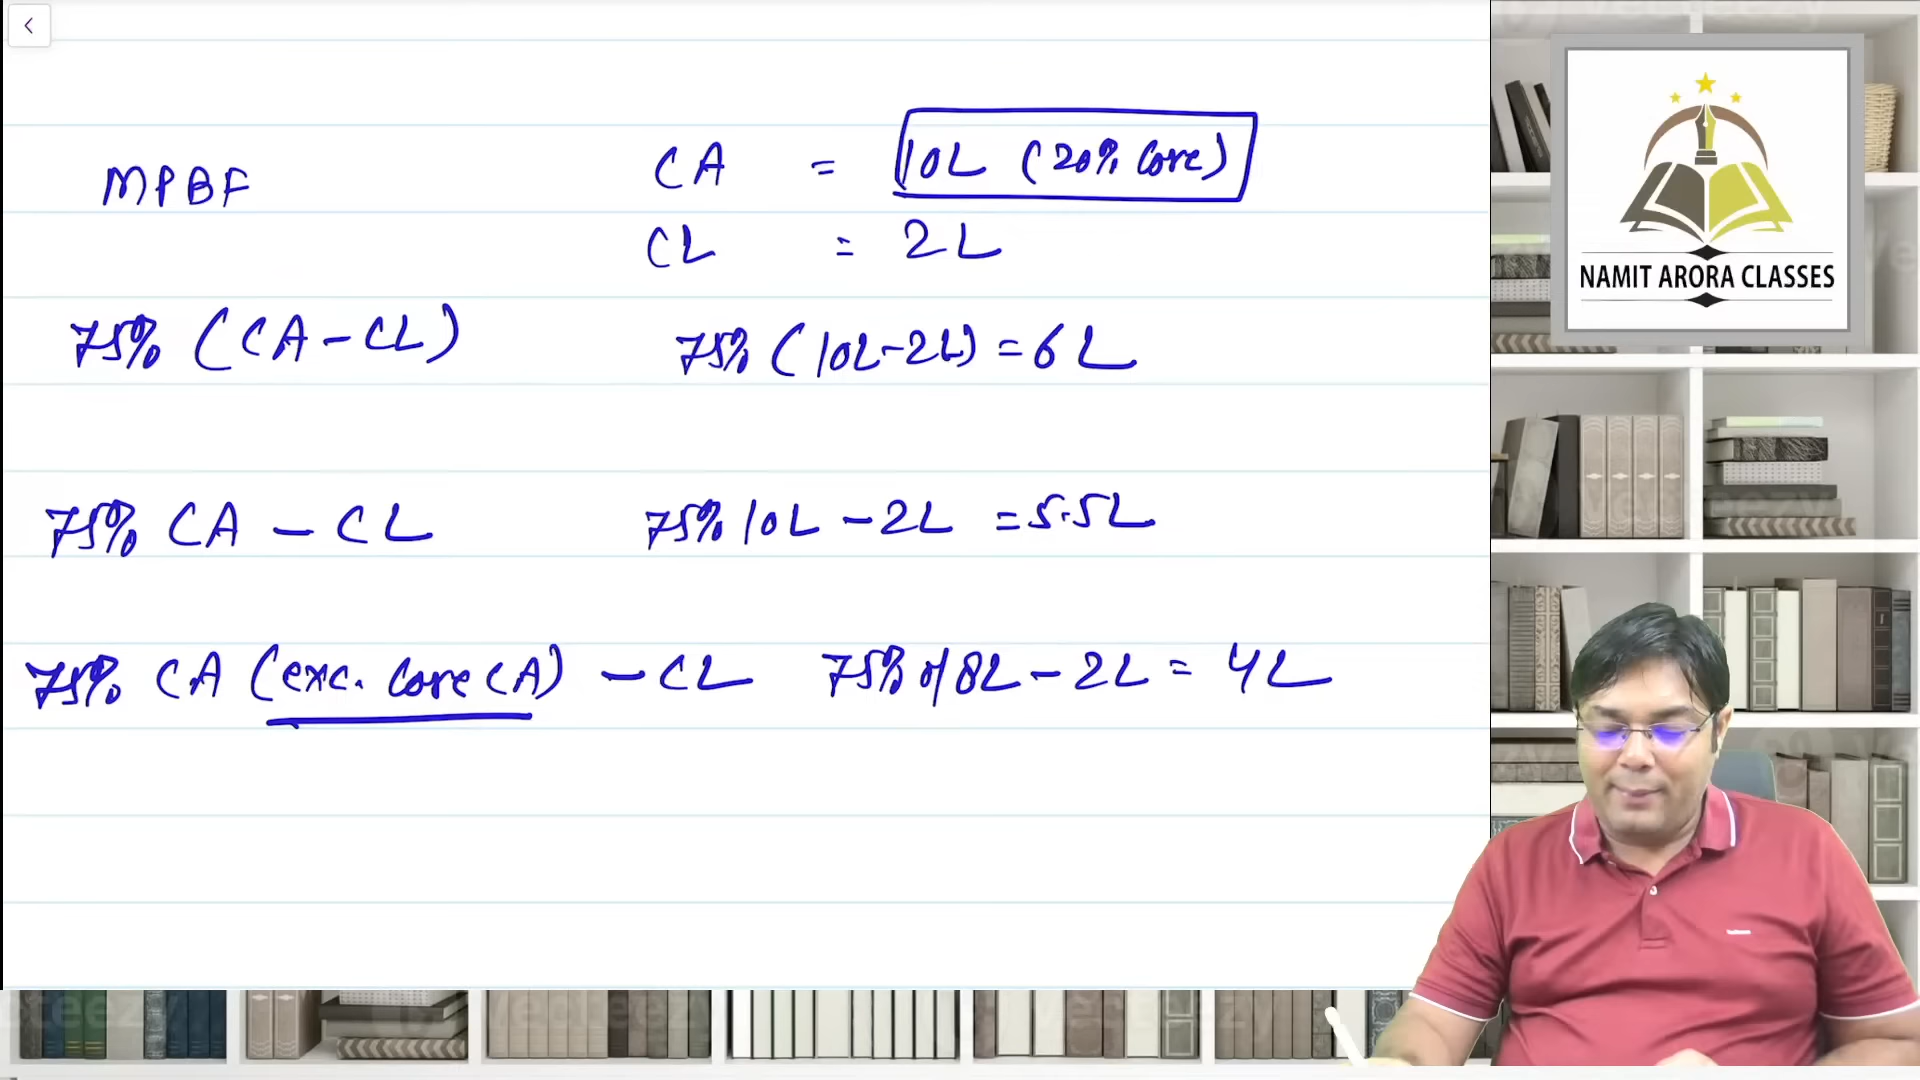 MPBF
CA = 10L (20% Core)
CL = 2L
75% (CA - CL)
75% (10L - 2L) = 6L
75% CA - CL
75% 10L - 2L = 5.5L
75% CA (exc. Core CA) - CL
75% of 8L - 2L = 4L
NAMIT ARORA CLASSES